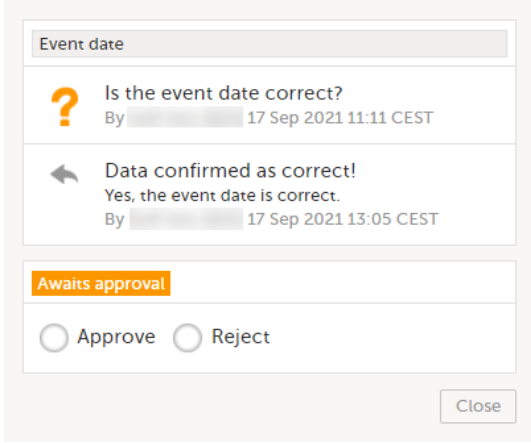 Event date
Is the event date correct?
By 17 Sep 2021 11:11 CEST
Data confirmed as correct!
Yes, the event date is correct.
By 17 Sep 2021 13:05 CEST
Awaits approval
Approve Reject
Close